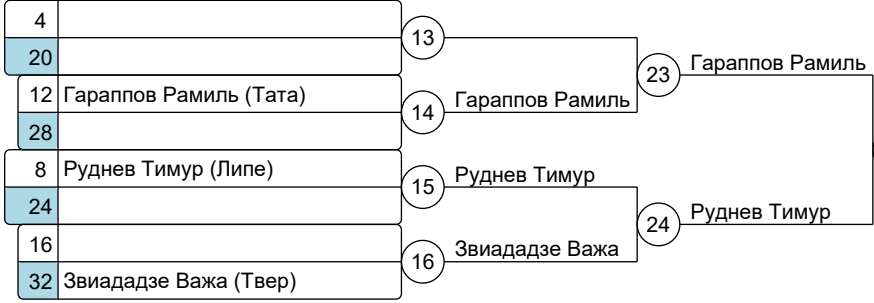 4
13
20
23
Гараппов Рамиль
12 Гараппов Рамиль (Тата)
14
Гараппов Рамиль
28
8 Руднев Тимур (Липе)
15
Руднев Тимур
24
24
Руднев Тимур
16
16
Звиададзе Важа
32 Звиададзе Важа (Твер)